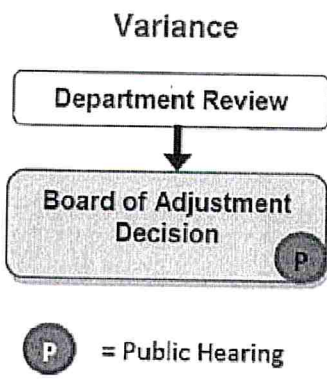 Variance
Department Review
Board of Adjustment
Decision
P
P = Public Hearing